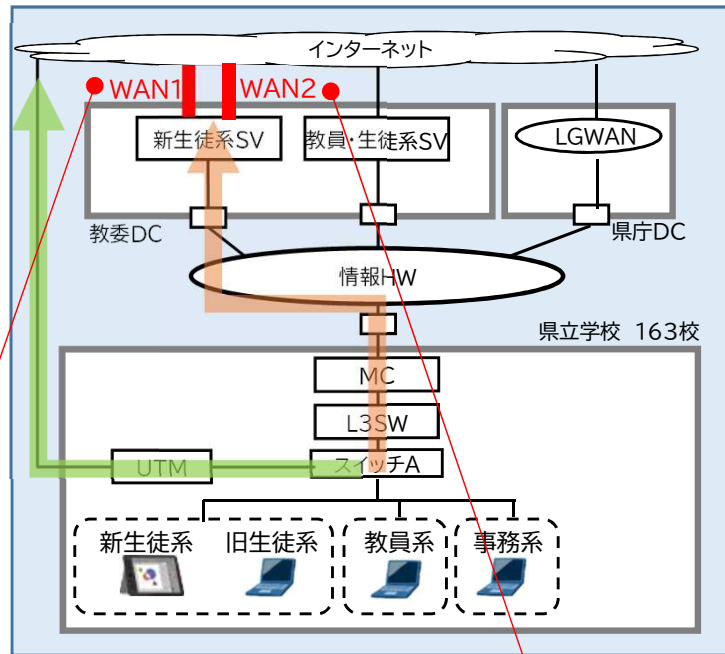 インターネット
WAN1
WAN2
新生徒系SV
教員・生徒系SV
LGWAN
教委DC
県庁DC
情報HW
県立学校 163校
MC
L3SW
UTM
スイッチA
新生徒系
旧生徒系
教員系
事務系